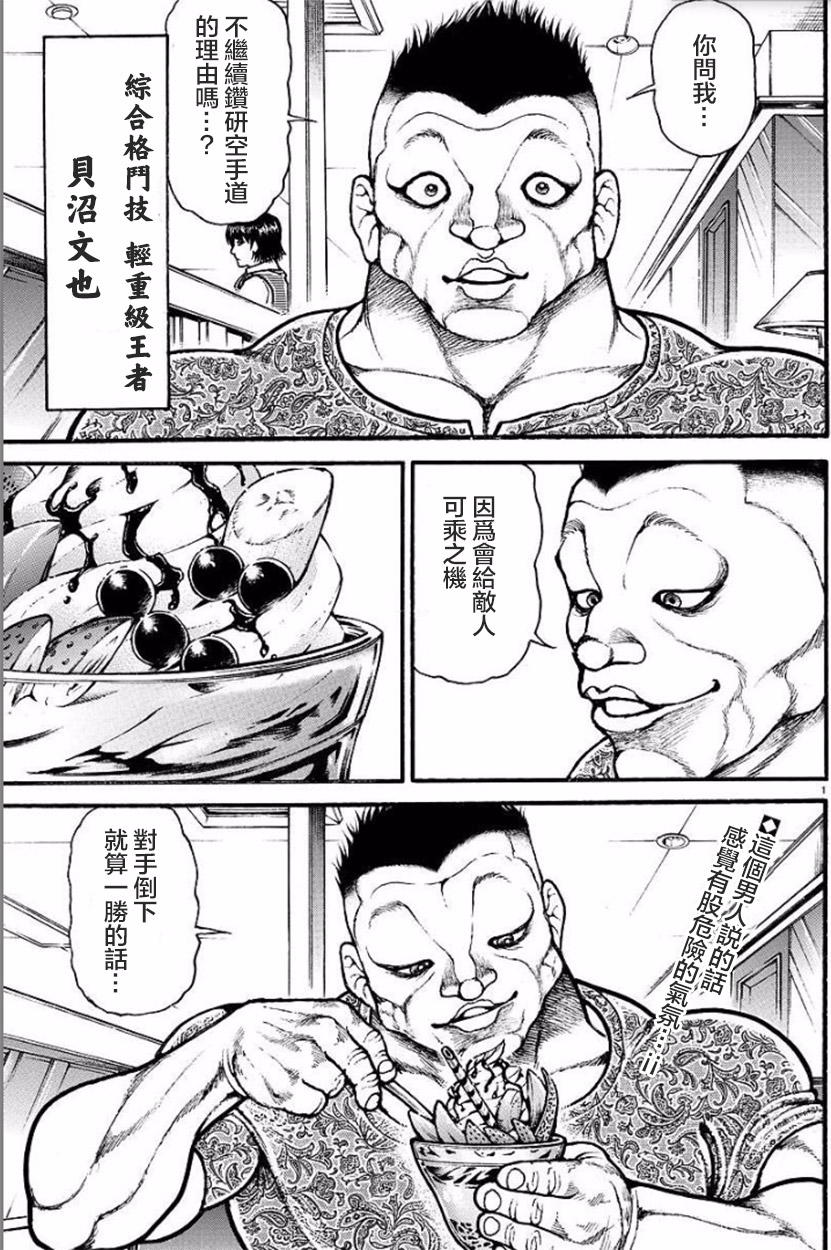 你問我…
不繼續鑽研空手道
的理由嗎…？
綜合格鬥技 輕重級王者
貝沼文也
因爲會給敵人
可乘之機
1
◆這個男人説的話
感覺有股危險的氣氛…!!
對手倒下
就算一勝的話…